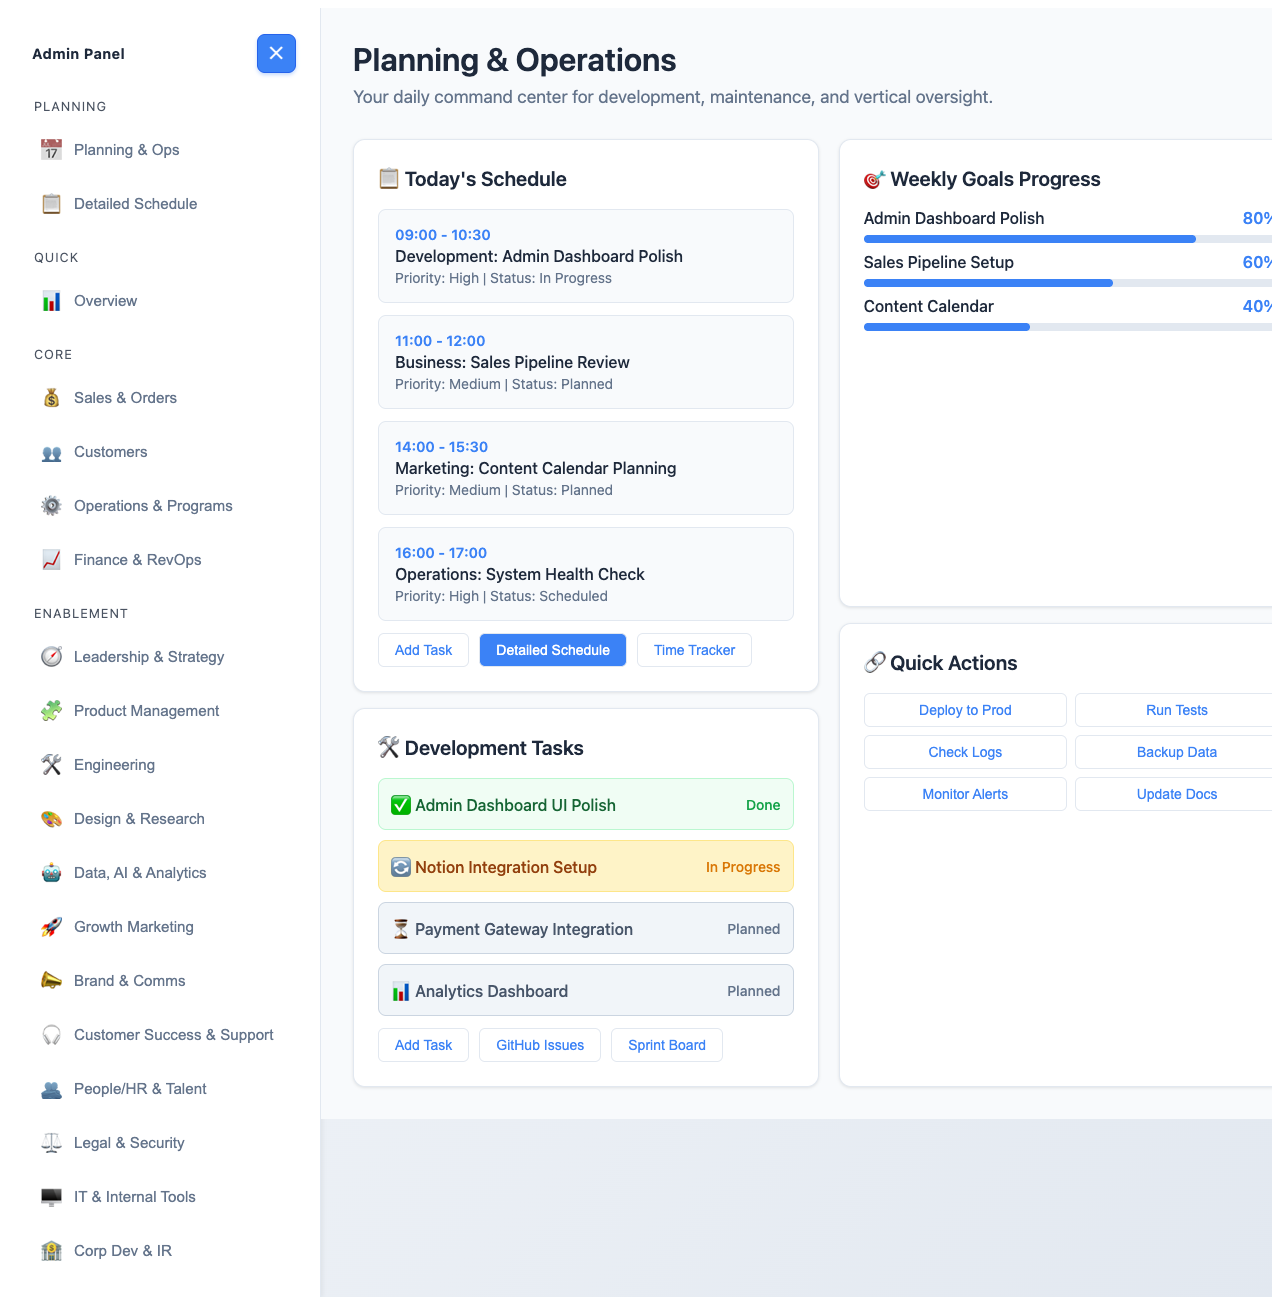 Admin Panel
PLANNING
Planning & Ops
Detailed Schedule
QUICK
Overview
CORE
Sales & Orders
Customers
Operations & Programs
Finance & RevOps
ENABLEMENT
Leadership & Strategy
Product Management
Engineering
Design & Research
Data, AI & Analytics
Growth Marketing
Brand & Comms
Customer Success & Support
People/HR & Talent
Legal & Security
IT & Internal Tools
Corp Dev & IR
Planning & Operations
Your daily command center for development, maintenance, and vertical oversight.
Today's Schedule
09:00 - 10:30
Development: Admin Dashboard Polish
Priority: High | Status: In Progress
11:00 - 12:00
Business: Sales Pipeline Review
Priority: Medium | Status: Planned
14:00 - 15:30
Marketing: Content Calendar Planning
Priority: Medium | Status: Planned
16:00 - 17:00
Operations: System Health Check
Priority: High | Status: Scheduled
Add Task
Detailed Schedule
Time Tracker
Development Tasks
Admin Dashboard UI Polish Done
Notion Integration Setup In Progress
Payment Gateway Integration Planned
Analytics Dashboard Planned
Add Task
GitHub Issues
Sprint Board
Weekly Goals Progress
Admin Dashboard Polish 80%
Sales Pipeline Setup 60%
Content Calendar 40%
Quick Actions
Deploy to Prod
Run Tests
Check Logs
Backup Data
Monitor Alerts
Update Docs